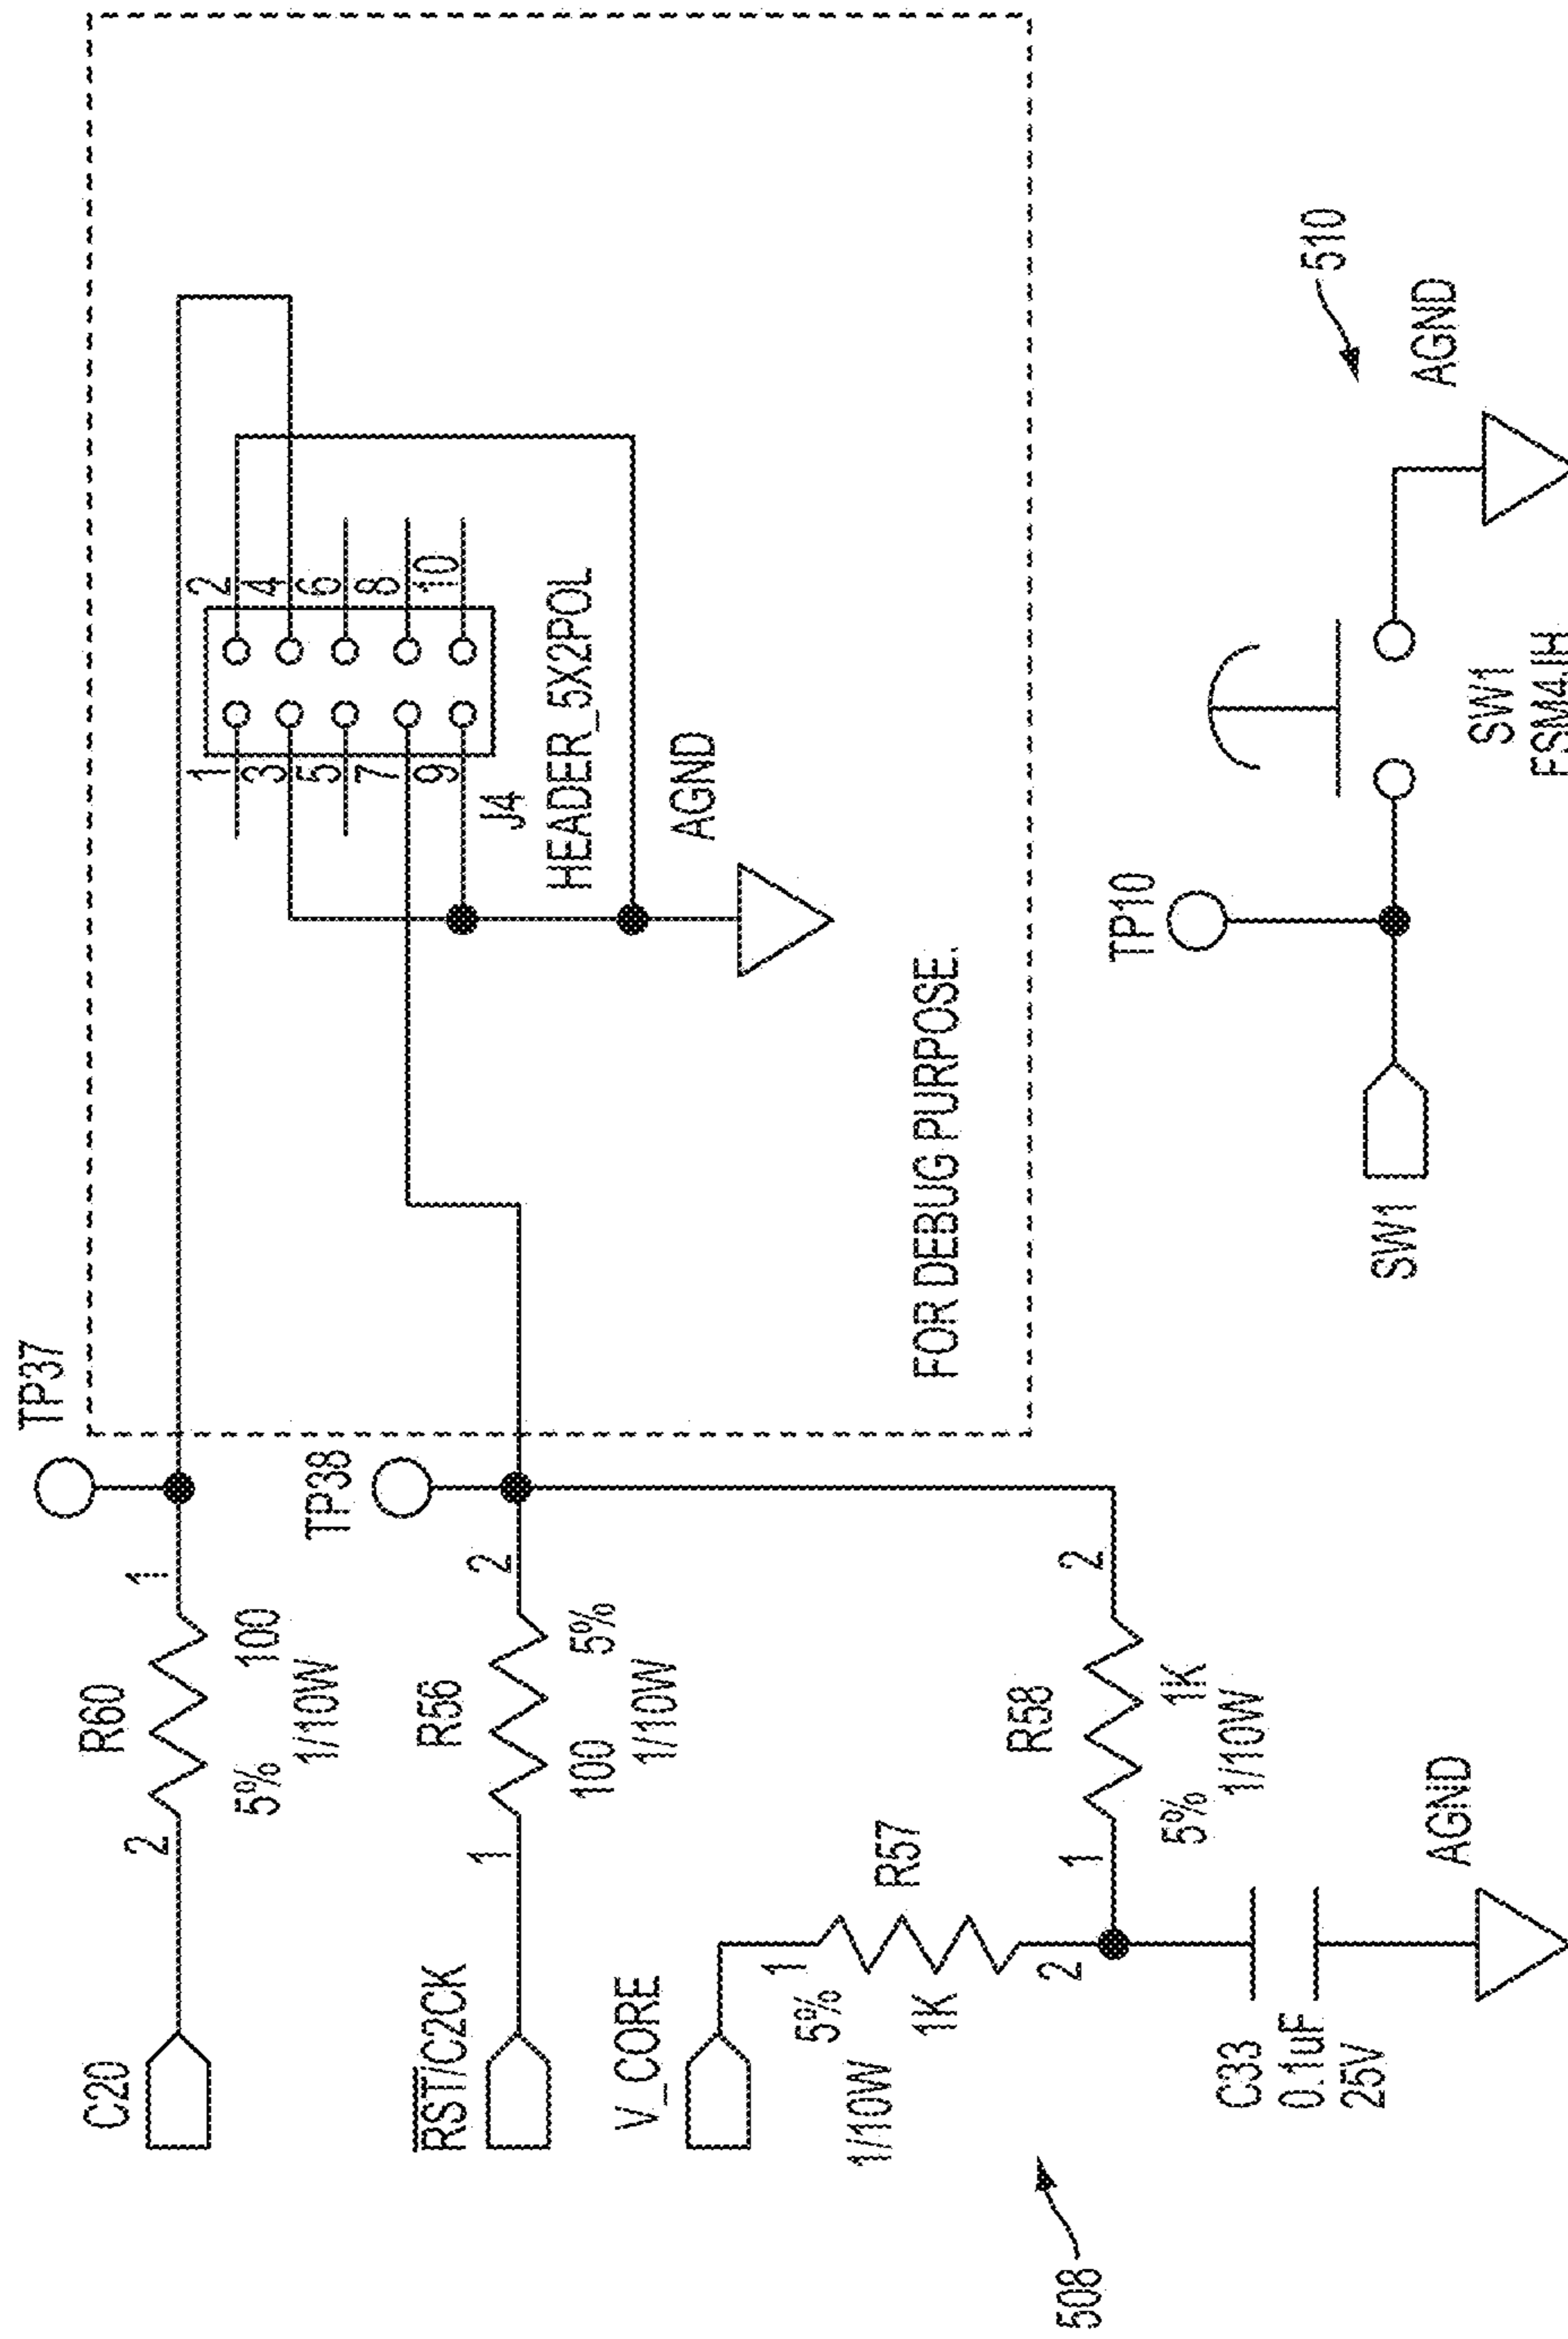 TP37
C20
2
R60
1
5%
100
1/10W
TP38
R̅S̅T̅/C2CK
1
R56
2
100
5%
1/10W
V_CORE
1
5%
1K
1/10W
R57
2
1
R58
2
5%
1K
1/10W
C33
0.1uF
25V
AGND
508
1
2
3
4
5
6
7
8
9
10
J4
HEADER_5X2POL
AGND
FOR DEBUG PURPOSE.
TP10
SW1
SW1
FSM4JH
AGND
510